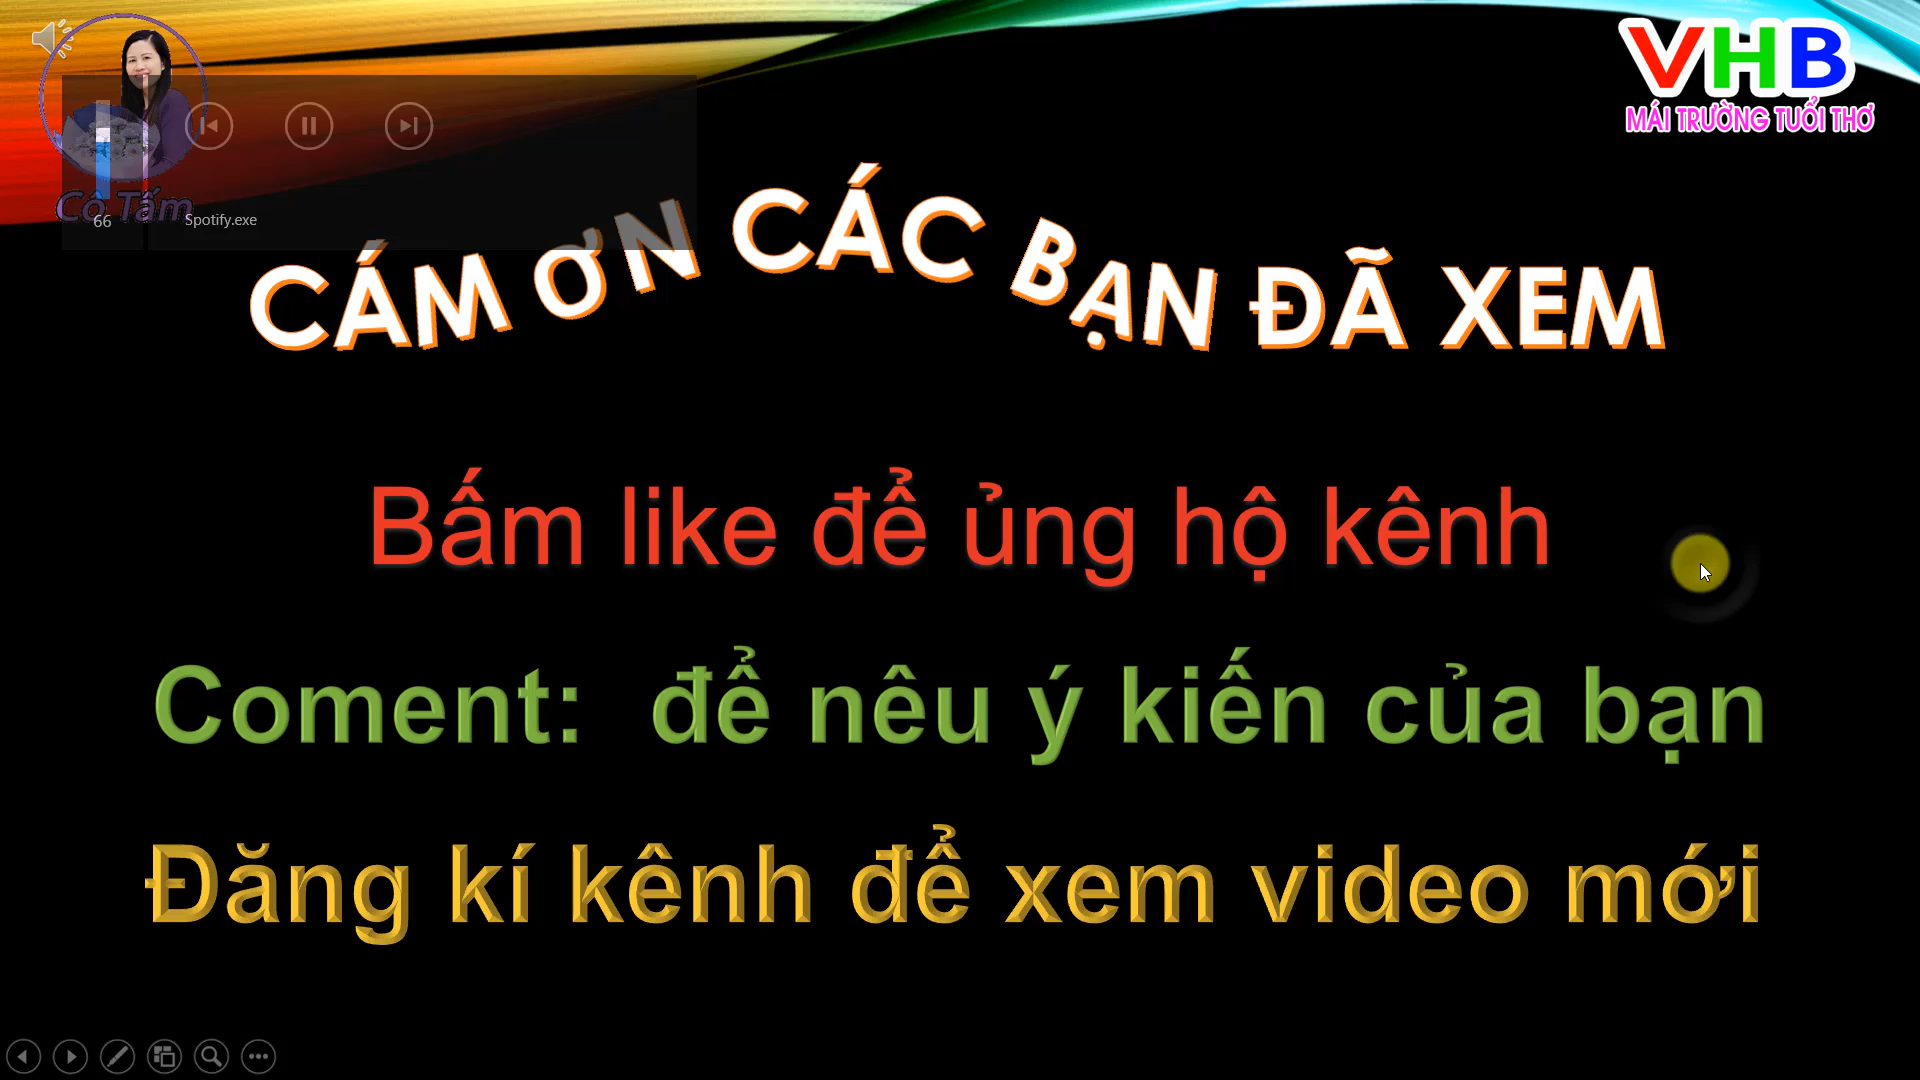 VHB
MÁI TRƯỜNG TUỔI THƠ
Cô Tấm
66 Spotify.exe
CÁM ƠN CÁC BẠN ĐÃ XEM
Bấm like để ủng hộ kênh
Coment: để nêu ý kiến của bạn
Đăng kí kênh để xem video mới